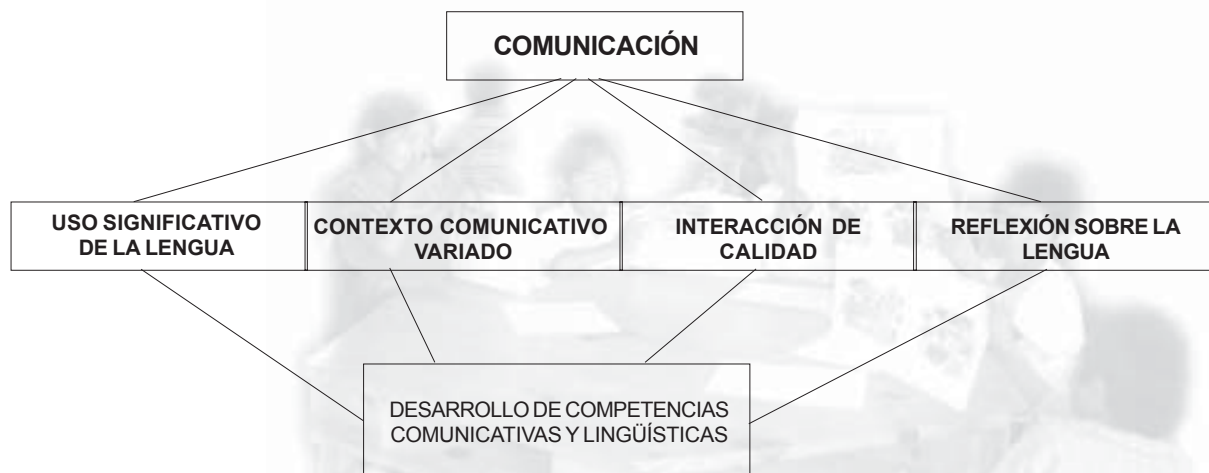 COMUNICACIÓN
USO SIGNIFICATIVO
DE LA LENGUA
CONTEXTO COMUNICATIVO
VARIADO
INTERACCIÓN DE
CALIDAD
REFLEXIÓN SOBRE LA
LENGUA
DESARROLLO DE COMPETENCIAS
COMUNICATIVAS Y LINGÜÍSTICAS